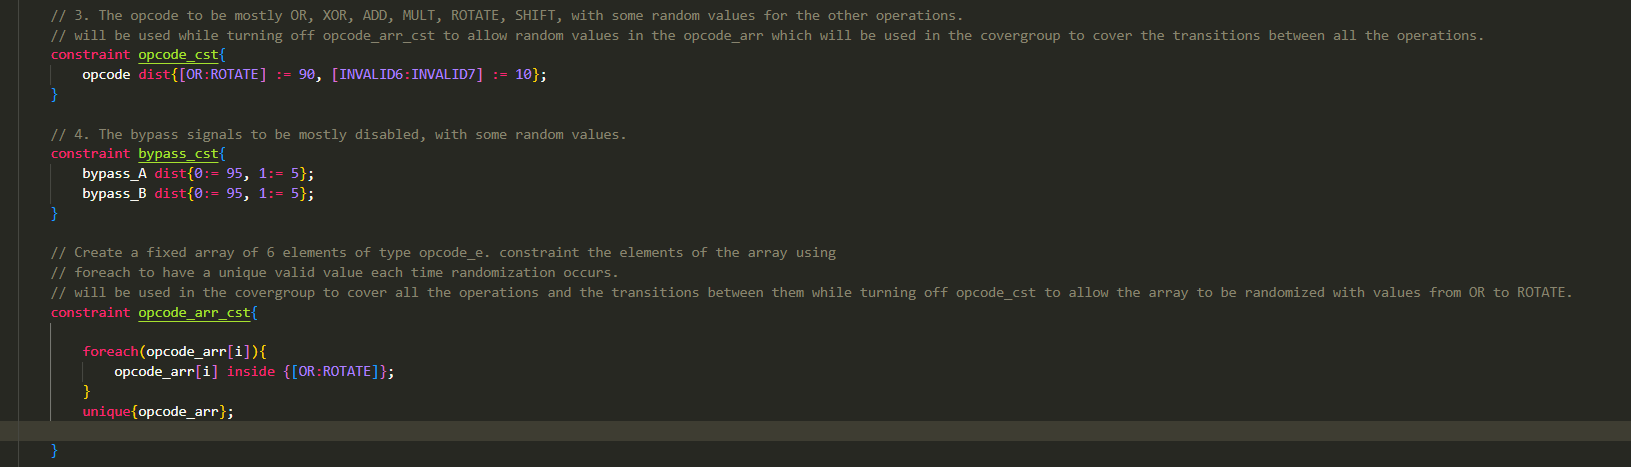 // 3. The opcode to be mostly OR, XOR, ADD, MULT, ROTATE, SHIFT, with some random values for the other operations.
// will be used while turning off opcode_arr_cst to allow random values in the opcode_arr which will be used in the covergroup to cover the transitions between all the operations.
constraint opcode_cst{
    opcode dist{[OR:ROTATE] := 90, [INVALID6:INVALID7] := 10};
}
// 4. The bypass signals to be mostly disabled, with some random values.
constraint bypass_cst{
    bypass_A dist{0:= 95, 1:= 5};
    bypass_B dist{0:= 95, 1:= 5};
}
// Create a fixed array of 6 elements of type opcode_e. constraint the elements of the array using
// foreach to have a unique valid value each time randomization occurs.
// will be used in the covergroup to cover all the operations and the transitions between them while turning off opcode_cst to allow the array to be randomized with values from OR to ROTATE.
constraint opcode_arr_cst{
    foreach(opcode_arr[i]){
        opcode_arr[i] inside {[OR:ROTATE]};
    }
    unique{opcode_arr};
}